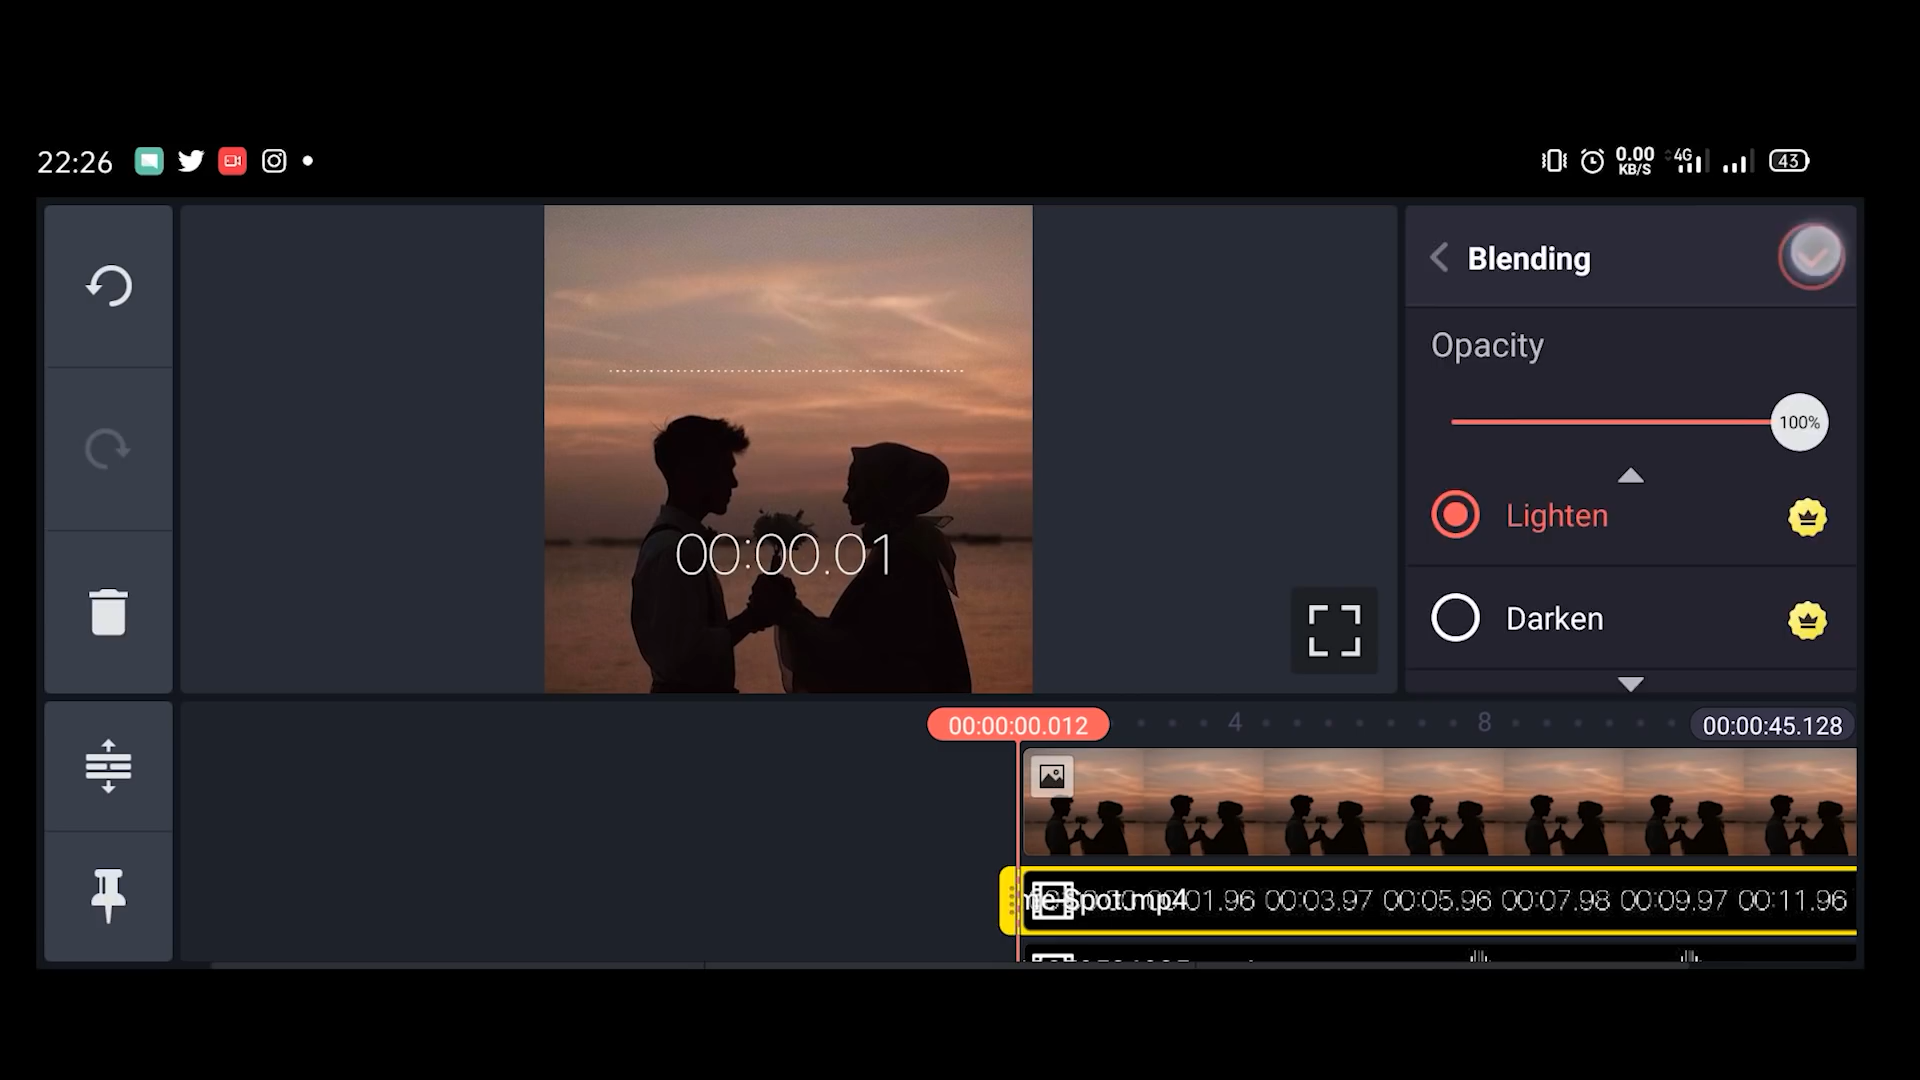 22:26
0.00
KB/S
4G
43
Blending
Opacity
100%
Lighten
Darken
00:00.01
00:00:00.012
4
8
00:00:45.128
Spot.mp4
01.96 00:03.97 00:05.96 00:07.98 00:09.97 00:11.96